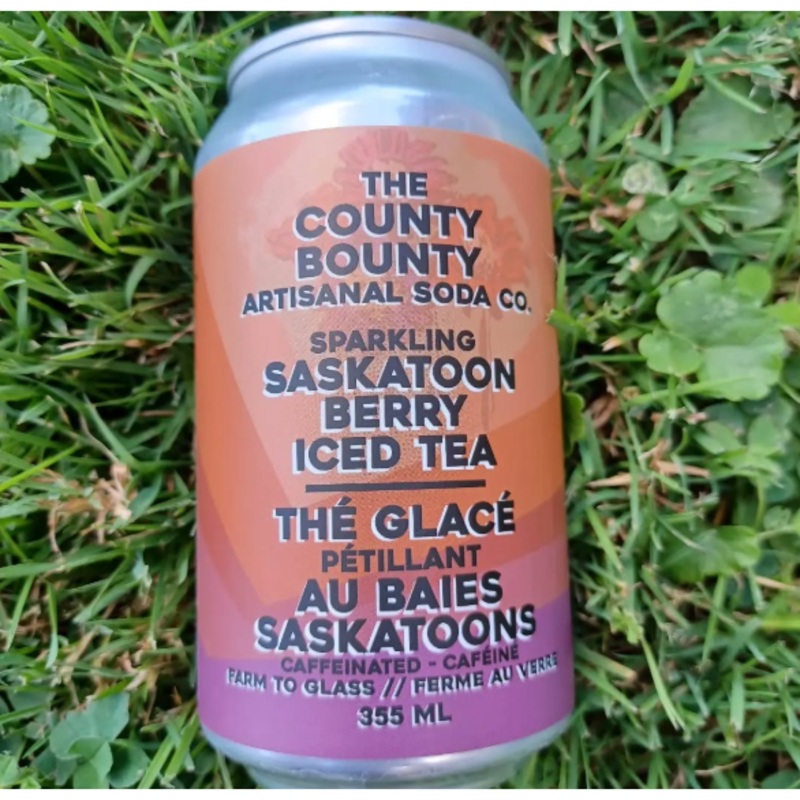 THE
COUNTY
BOUNTY
ARTISANAL SODA CO.
SPARKLING
SASKATOON
BERRY
ICED TEA
THÉ GLACÉ
PÉTILLANT
AU BAIES
SASKATOONS
CAFFEINATED - CAFÉINÉ
FARM TO GLASS // FERME AU VERRE
355 ML